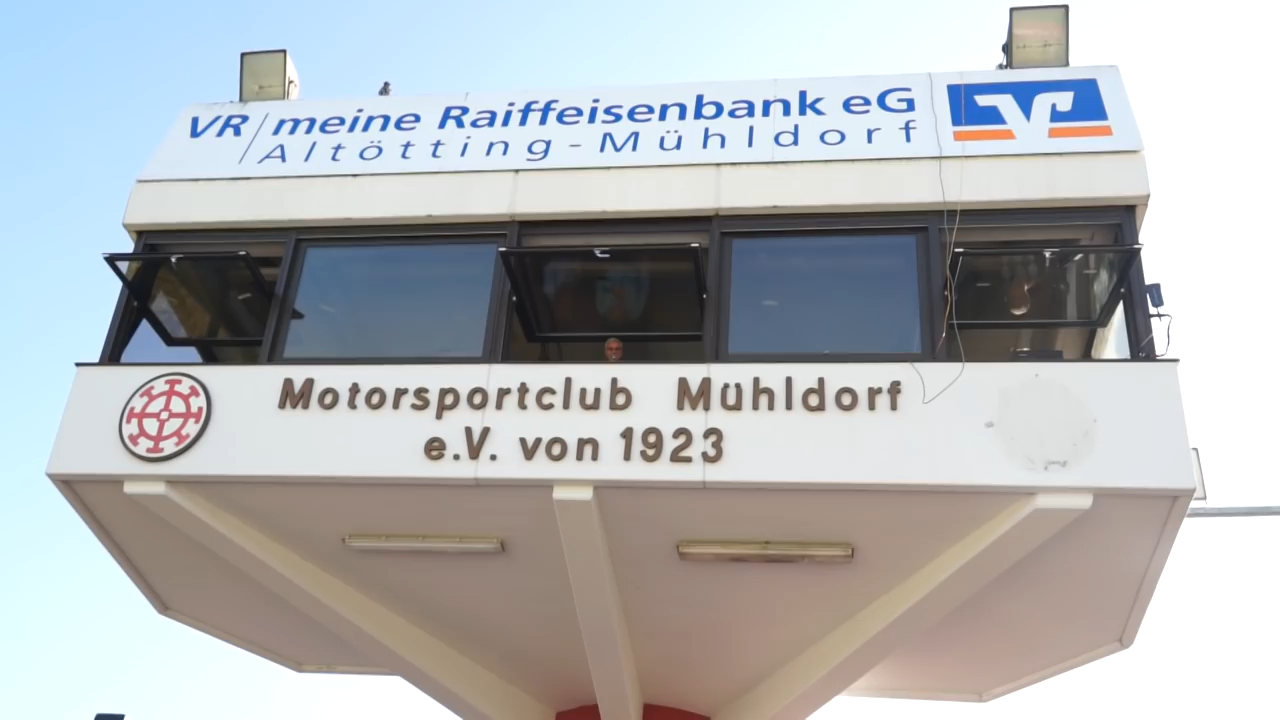 VR/meine Raiffeisenbank eG
Altötting-Mühldorf
Motorsportclub Mühldorf
e.V. von 1923